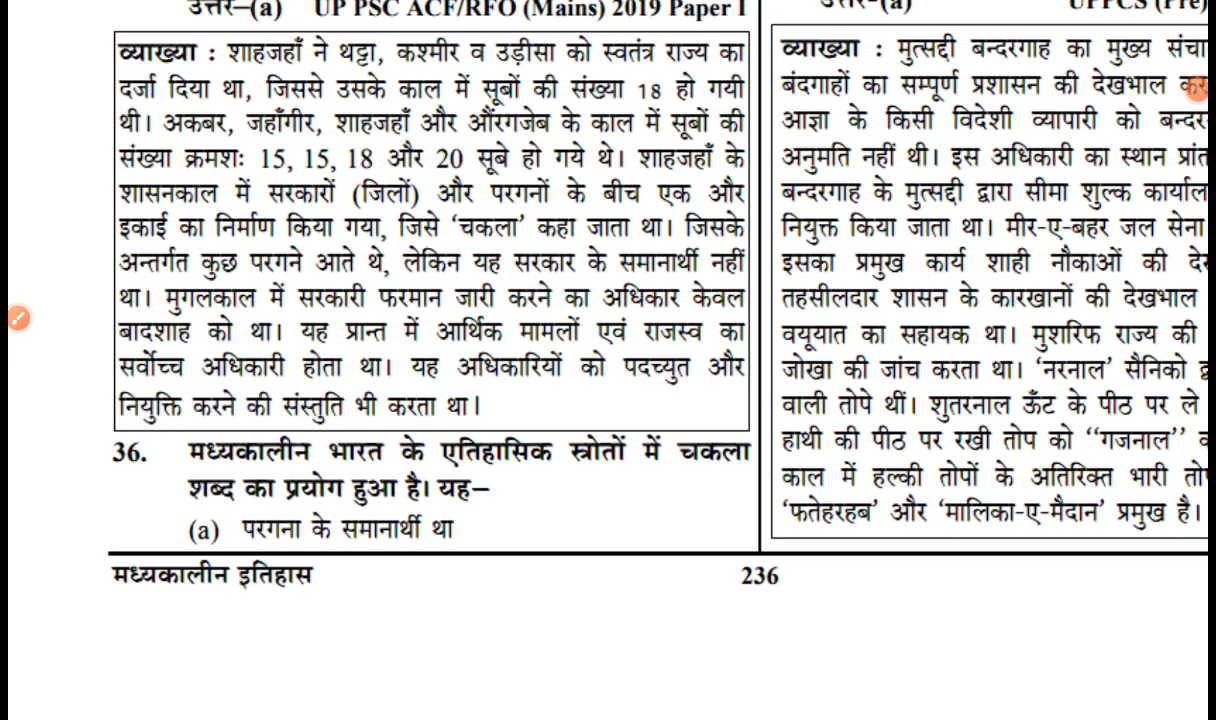 उत्तर–(a) UP PSC ACF/RFO (Mains) 2019 Paper I
व्याख्या : शाहजहाँ ने थट्टा, कश्मीर व उड़ीसा को स्वतंत्र राज्य का
दर्जा दिया था, जिससे उसके काल में सूबों की संख्या 18 हो गयी
थी। अकबर, जहाँगीर, शाहजहाँ और औंरगजेब के काल में सूबों की
संख्या क्रमशः 15, 15, 18 और 20 सूबे हो गये थे। शाहजहाँ के
शासनकाल में सरकारों (जिलों) और परगनों के बीच एक और
इकाई का निर्माण किया गया, जिसे ‘चकला’ कहा जाता था। जिसके
अन्तर्गत कुछ परगने आते थे, लेकिन यह सरकार के समानार्थी नहीं
था। मुगलकाल में सरकारी फरमान जारी करने का अधिकार केवल
बादशाह को था। यह प्रान्त में आर्थिक मामलों एवं राजस्व का
सर्वोच्च अधिकारी होता था। यह अधिकारियों को पदच्युत और
नियुक्ति करने की संस्तुति भी करता था।
36. मध्यकालीन भारत के एतिहासिक स्त्रोतों में चकला
शब्द का प्रयोग हुआ है। यह–
(a) परगना के समानार्थी था
उत्तर-(a) UPPCS (Pre)
व्याख्या : मुत्सद्दी बन्दरगाह का मुख्य
बंदगाहों का सम्पूर्ण प्रशासन की देखभाल
आज्ञा के किसी विदेशी व्यापारी को
अनुमति नहीं थी। इस अधिकारी का स्थान
बन्दरगाह के मुत्सद्दी द्वारा सीमा शुल्क
नियुक्त किया जाता था। मीर-ए-बहर जल सेना
इसका प्रमुख कार्य शाही नौकाओं की
तहसीलदार शासन के कारखानों की देखभाल
वयूयात का सहायक था। मुशरिफ राज्य की
जोखा की जांच करता था। ‘नरनाल’ सैनिको
वाली तोपे थीं। शुतरनाल ऊँट के पीठ पर ले
हाथी की पीठ पर रखी तोप को ‘‘गजनाल’’
काल में हल्की तोपों के अतिरिक्त भारी
‘फतेहरहब’ और ‘मालिका-ए-मैदान’ प्रमुख है।
मध्यकालीन इतिहास 236